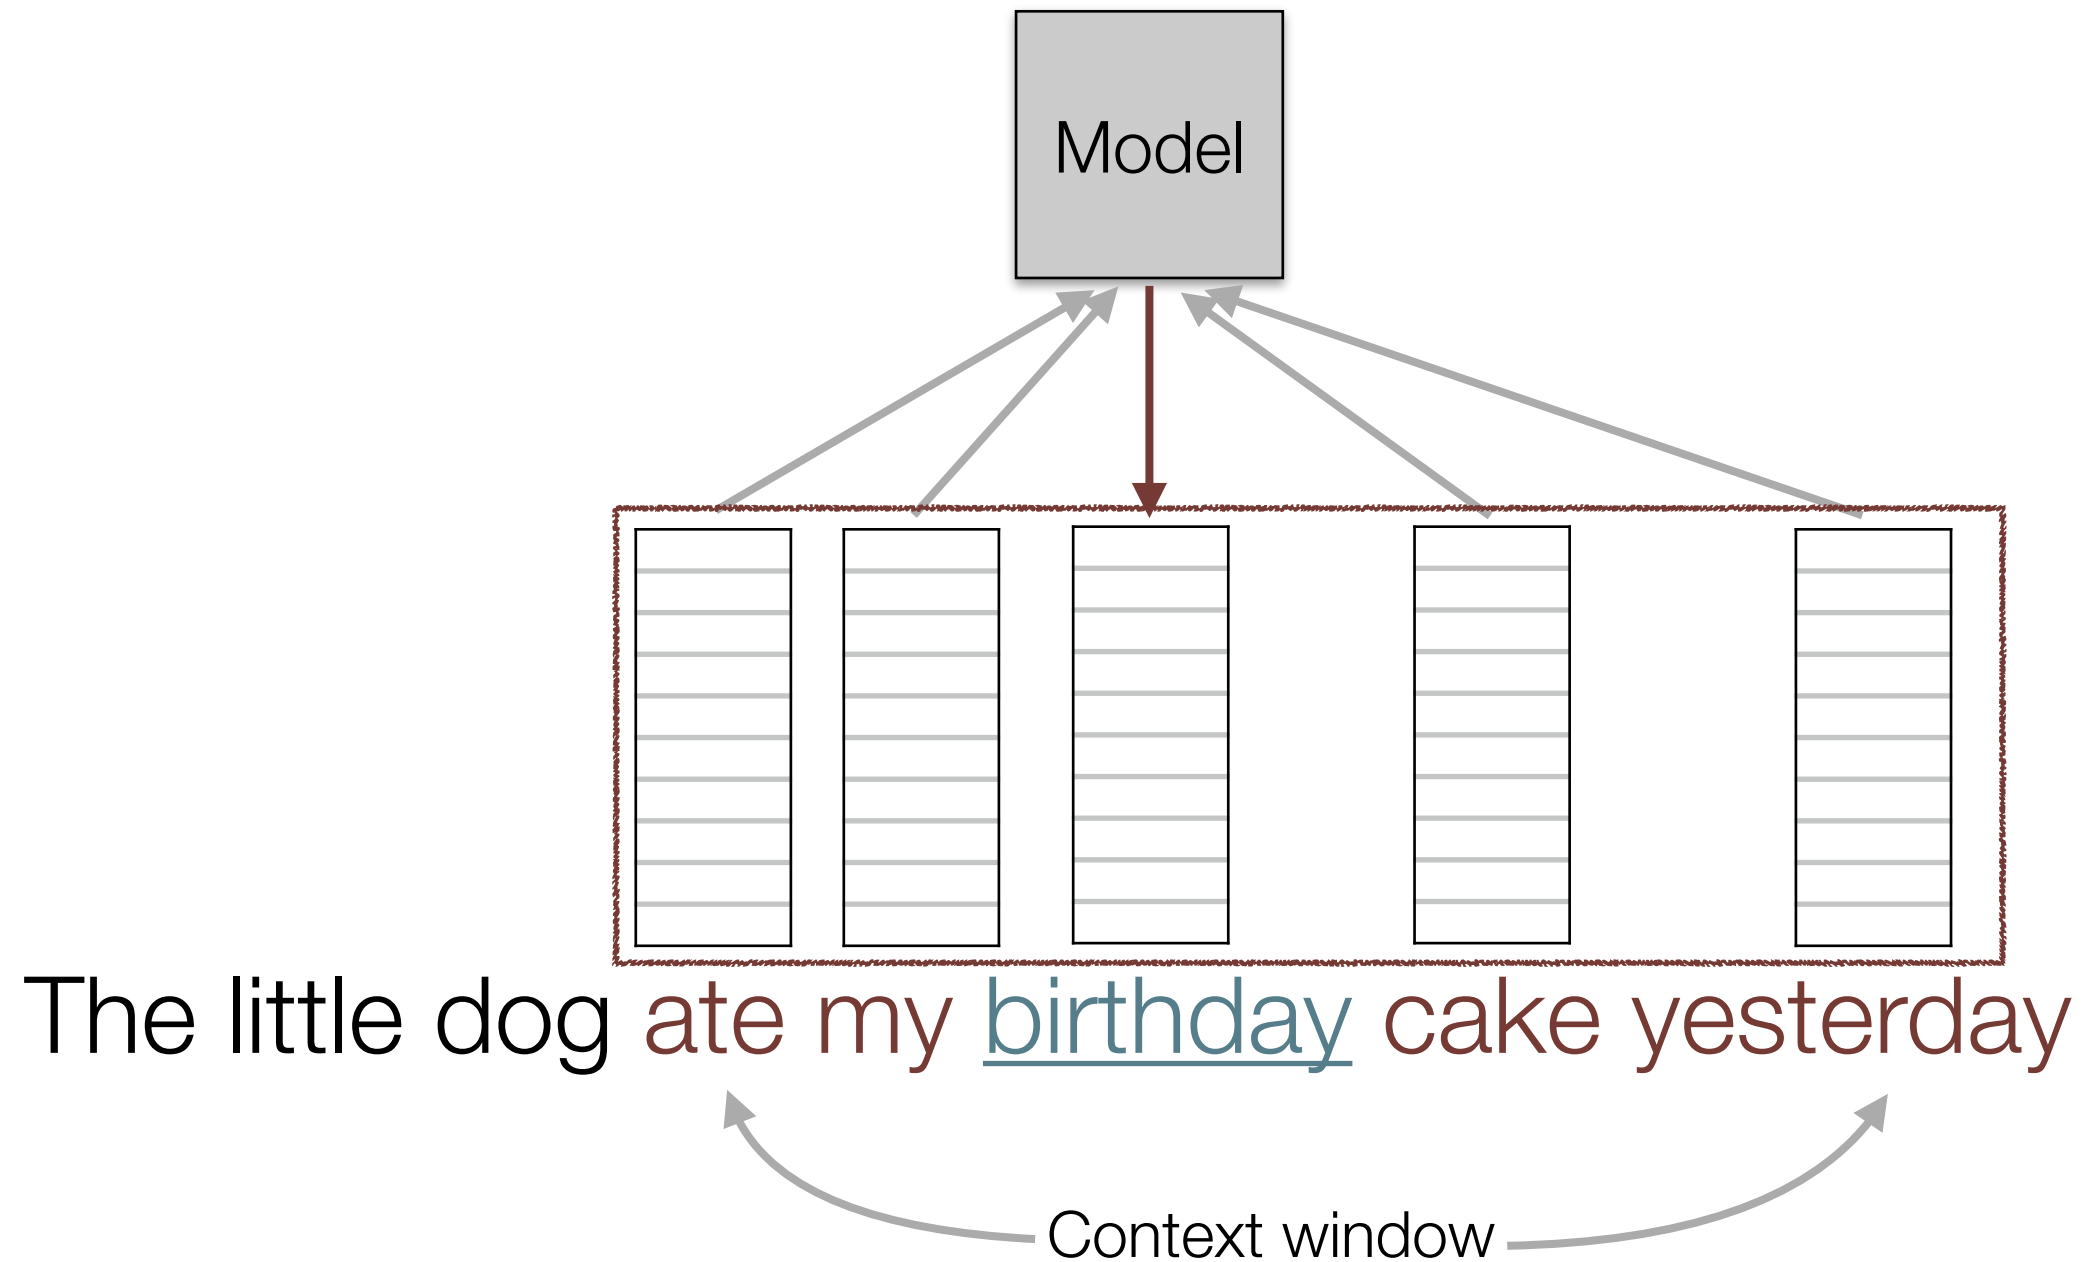 Model
The little dog ate my birthday cake yesterday
Context window